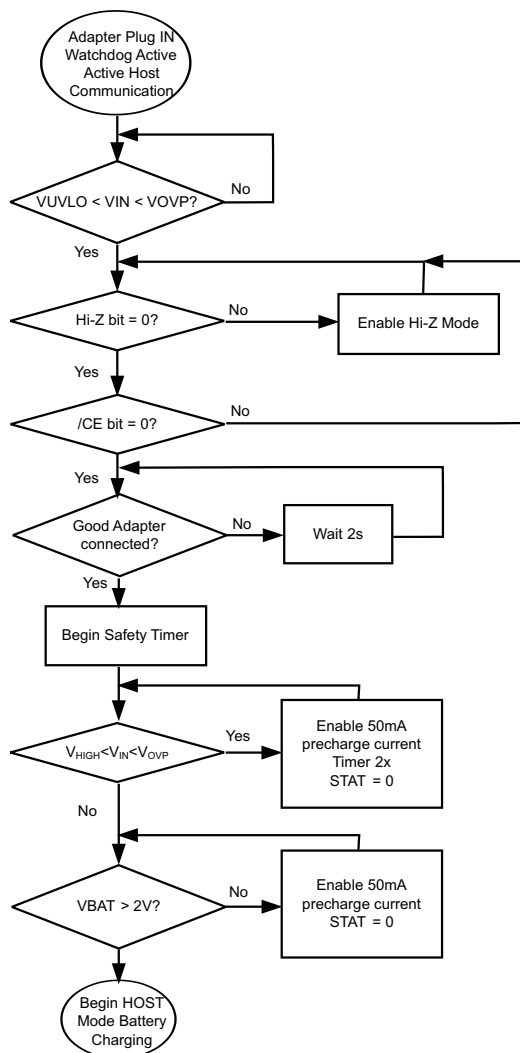 Adapter Plug IN
Watchdog Active
Active Host
Communication
VUVLO < VIN < VOVP?
No
Yes
Hi-Z bit = 0?
No
Enable Hi-Z Mode
Yes
/CE bit = 0?
No
Yes
Good Adapter
connected?
No
Wait 2s
Yes
Begin Safety Timer
VHIGH<VIN<VOVP
Yes
Enable 50mA
precharge current
Timer 2x
STAT = 0
No
VBAT > 2V?
No
Enable 50mA
precharge current
STAT = 0
Yes
Begin HOST
Mode Battery
Charging